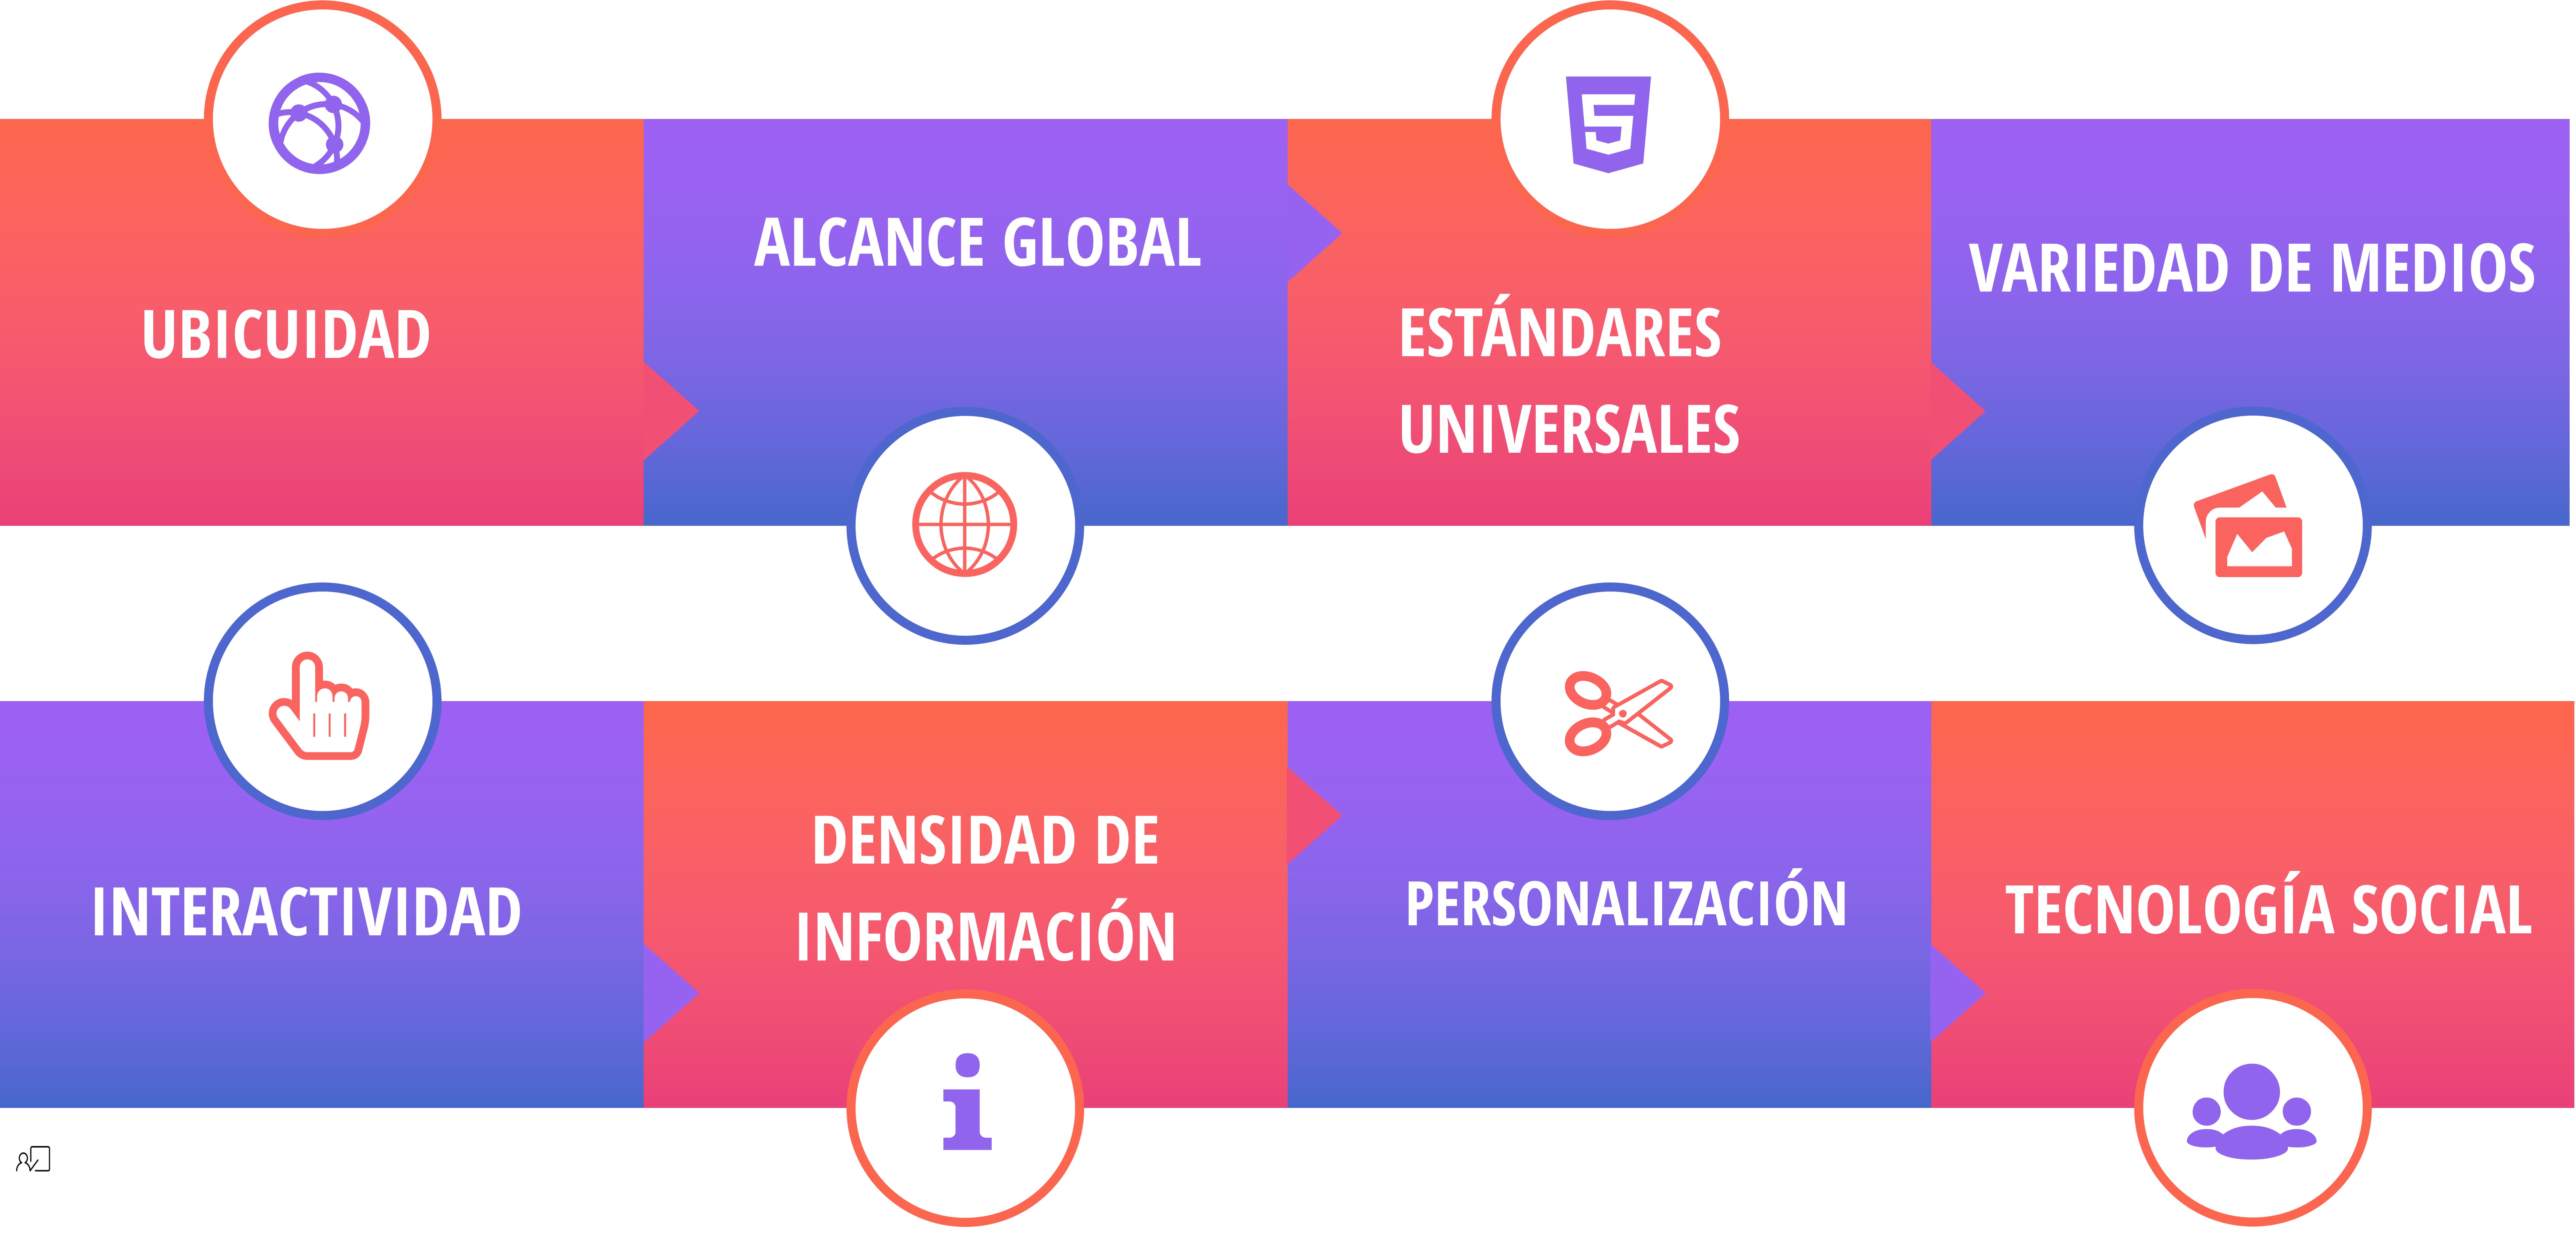 UBICUIDAD
ALCANCE GLOBAL
ESTÁNDARES
UNIVERSALES
VARIEDAD DE MEDIOS
INTERACTIVIDAD
DENSIDAD DE
INFORMACIÓN
PERSONALIZACIÓN
TECNOLOGÍA SOCIAL